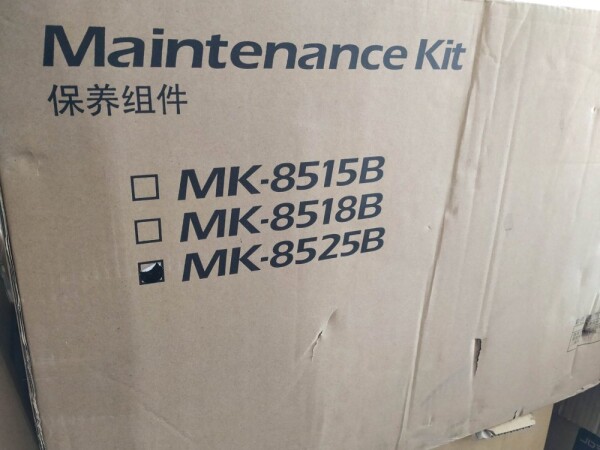 Maintenance Kit
保养组件
MK-8515B
MK-8518B
MK-8525B